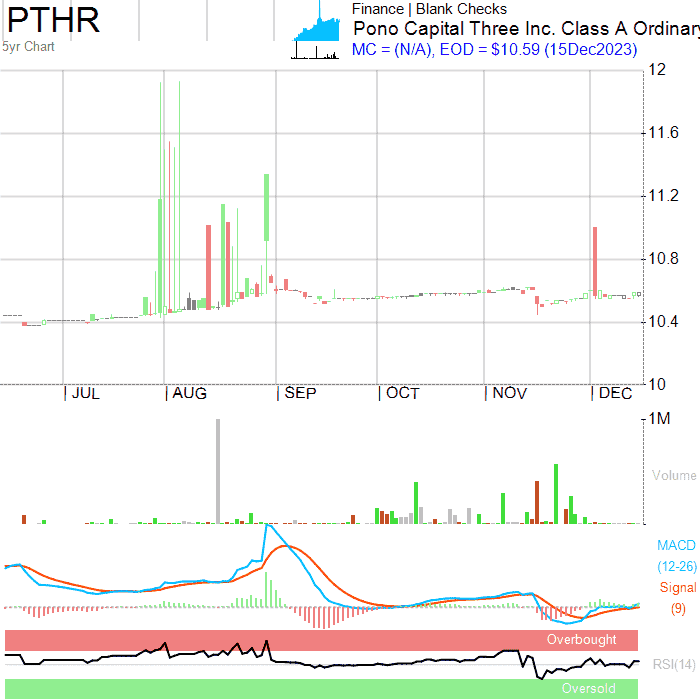 PTHR
5yr Chart
Finance | Blank Checks
Pono Capital Three Inc. Class A Ordinary
MC = (N/A), EOD = $10.59 (15Dec2023)
12
11.6
11.2
10.8
10.4
10
JUL
AUG
SEP
OCT
NOV
DEC
1M
Volume
MACD
(12-26)
Signal
(9)
Overbought
RSI(14)
Oversold